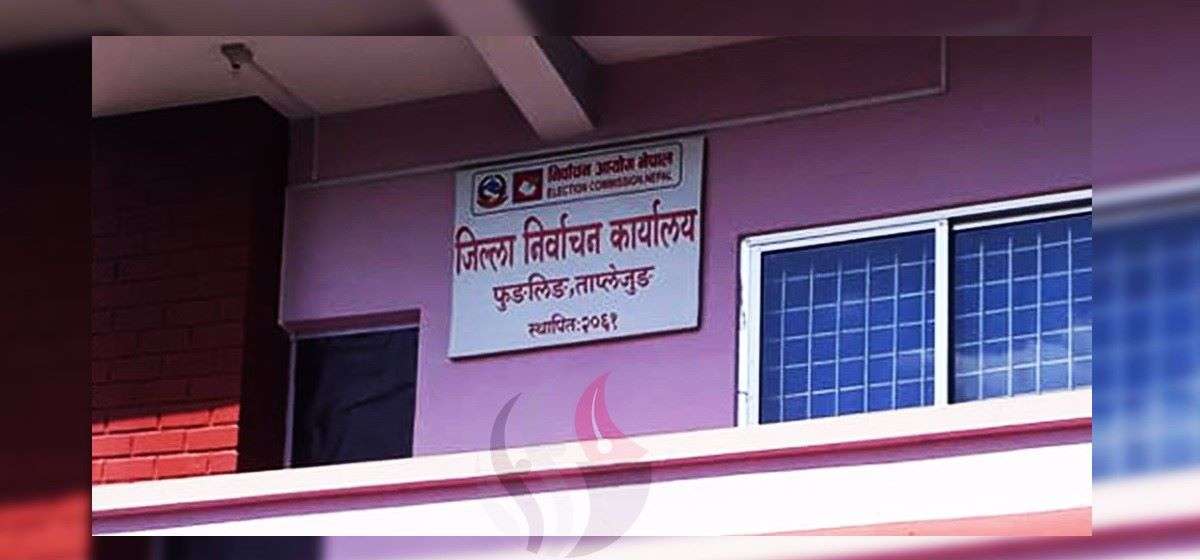 निर्वाचन आयोग नेपाल
ELECTION COMMISSION, NEPAL
जिल्ला निर्वाचन कार्यालय
फुङलिङ,ताप्लेजुङ
स्थापित:२०६१